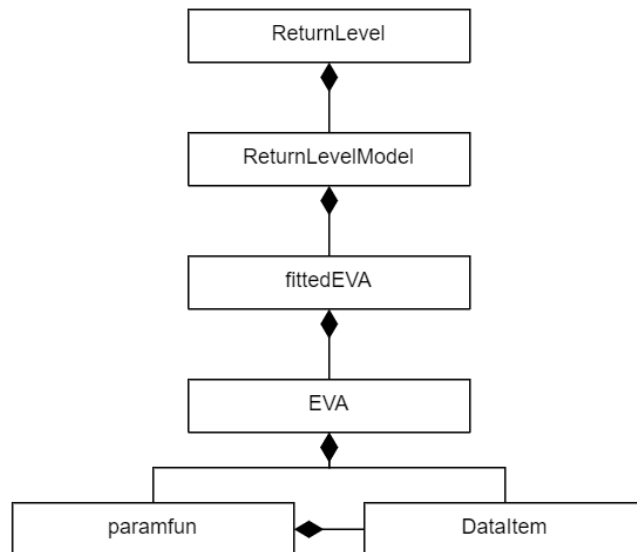 ReturnLevel
ReturnLevelModel
fittedEVA
EVA
paramfun
DataItem